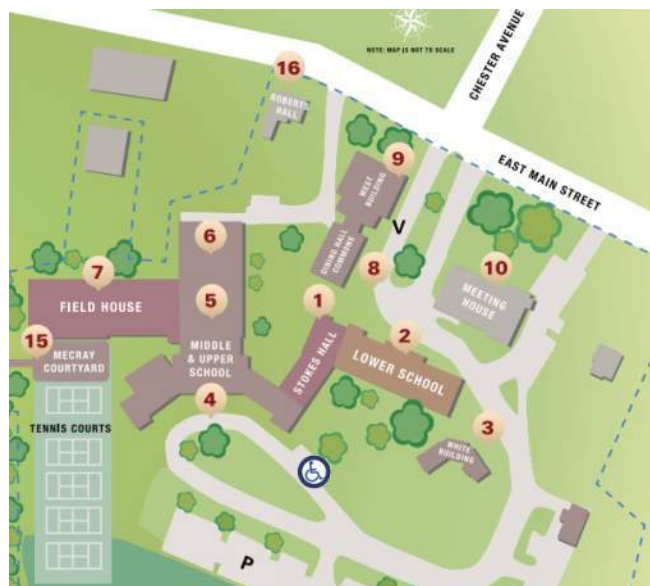 NOTE: MAP IS NOT TO SCALE
CHESTER AVENUE
EAST MAIN STREET
16
ROBERTS
HALL
9
WEST
BUILDING
V
DINING HALL
COMMONS
8
10
MEETING
HOUSE
6
7
FIELD HOUSE
5
MIDDLE
& UPPER
SCHOOL
1
STOKES HALL
2
LOWER SCHOOL
15
MECRAY
COURTYARD
4
3
WHITE
BUILDING
TENNIS COURTS
P